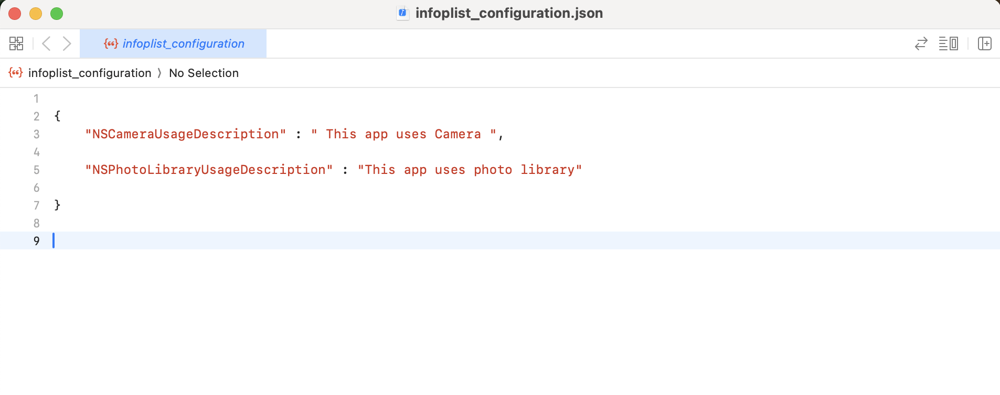 infoplist_configuration.json
infoplist_configuration
infoplist_configuration 〉 No Selection
1
2 {
3 "NSCameraUsageDescription" : " This app uses Camera ",
4
5 "NSPhotoLibraryUsageDescription" : "This app uses photo library"
6
7 }
8
9